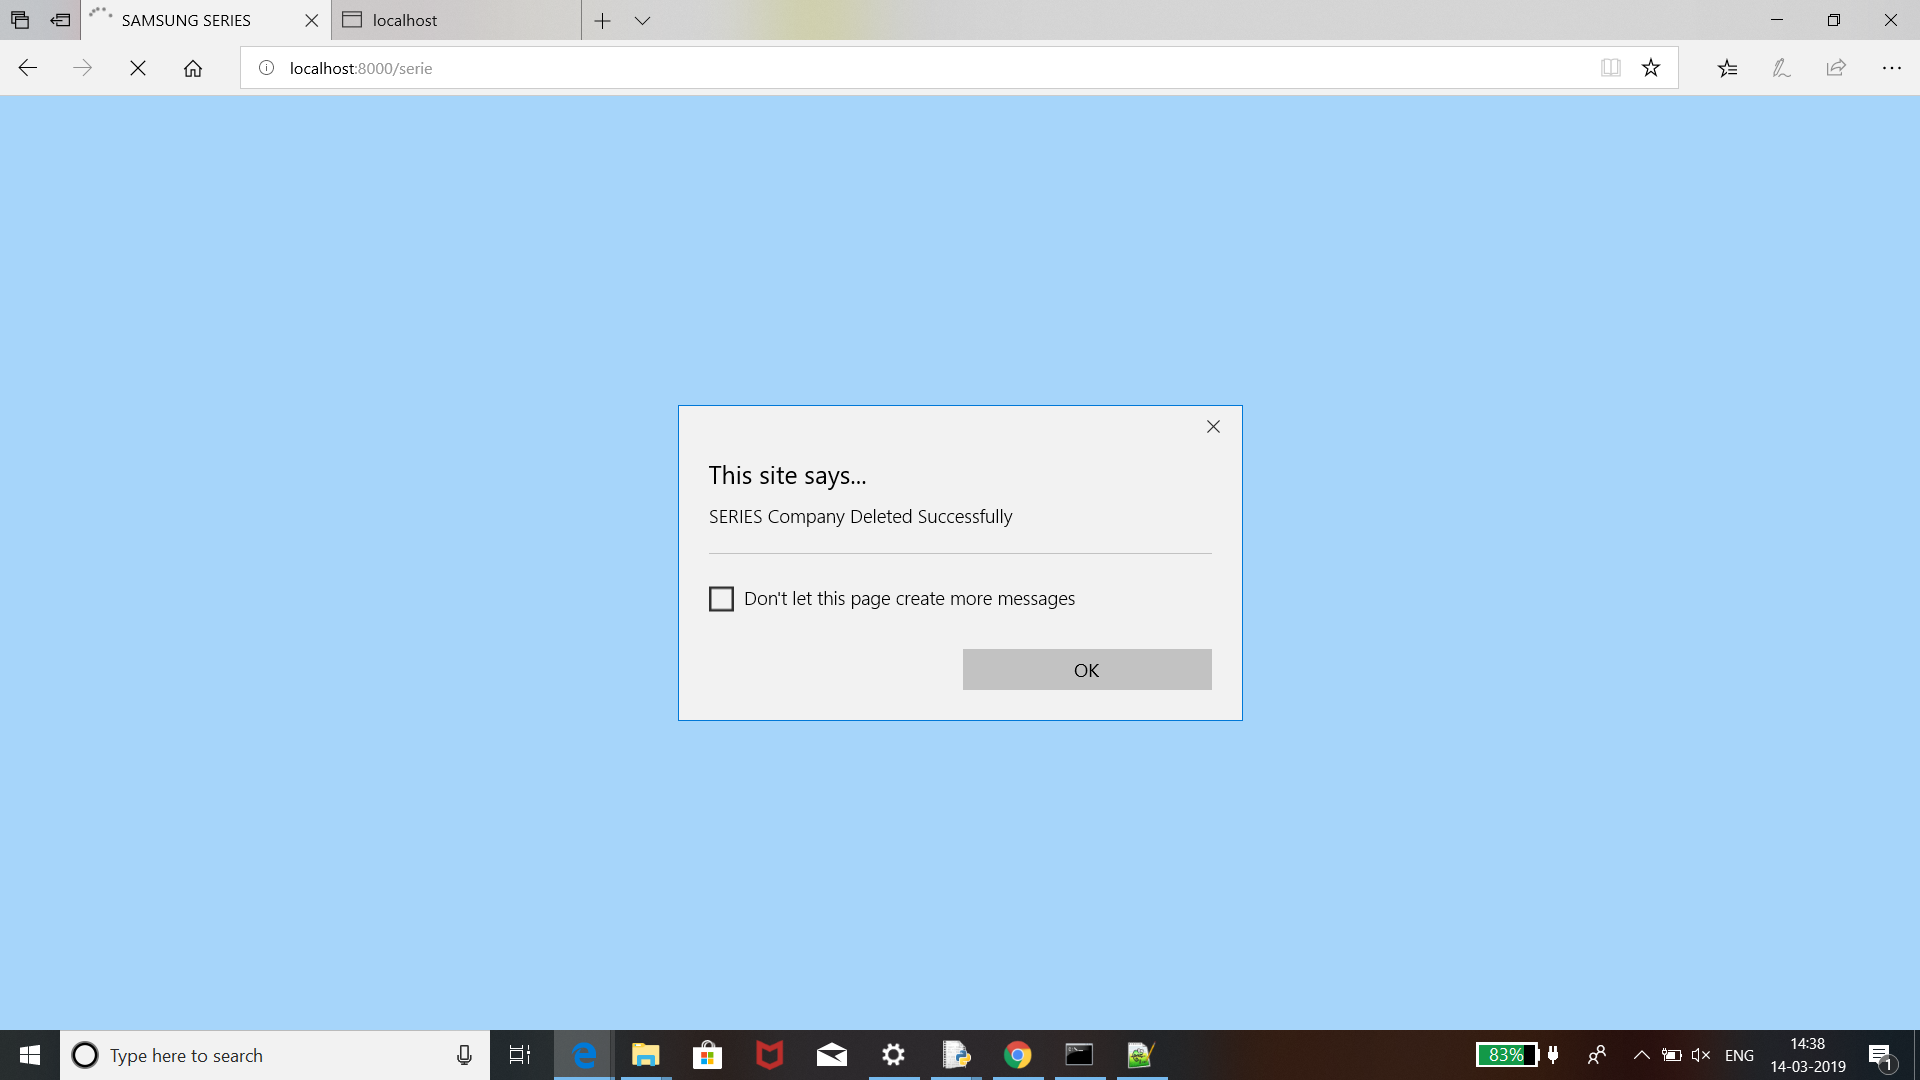 SAMSUNG SERIES
localhost
localhost:8000/serie
This site says...
SERIES Company Deleted Successfully
Don't let this page create more messages
OK
Type here to search
83%
ENG
14:38
14-03-2019
1